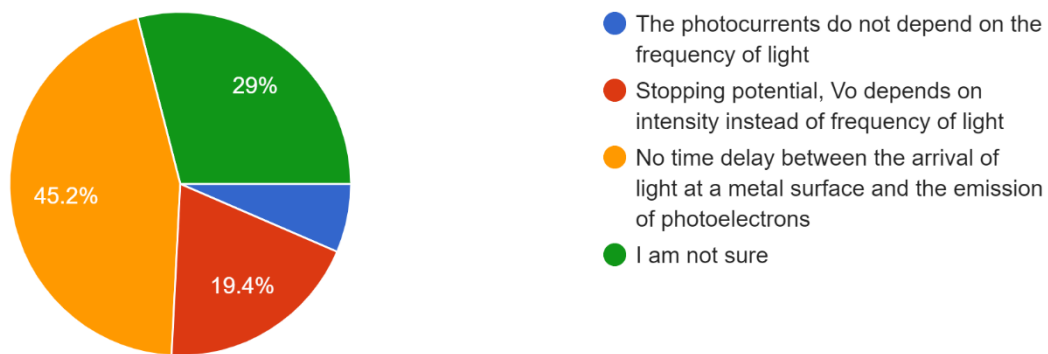 29%
45.2%
19.4%
The photocurrents do not depend on the
frequency of light
Stopping potential, Vo depends on
intensity instead of frequency of light
No time delay between the arrival of
light at a metal surface and the emission
of photoelectrons
I am not sure